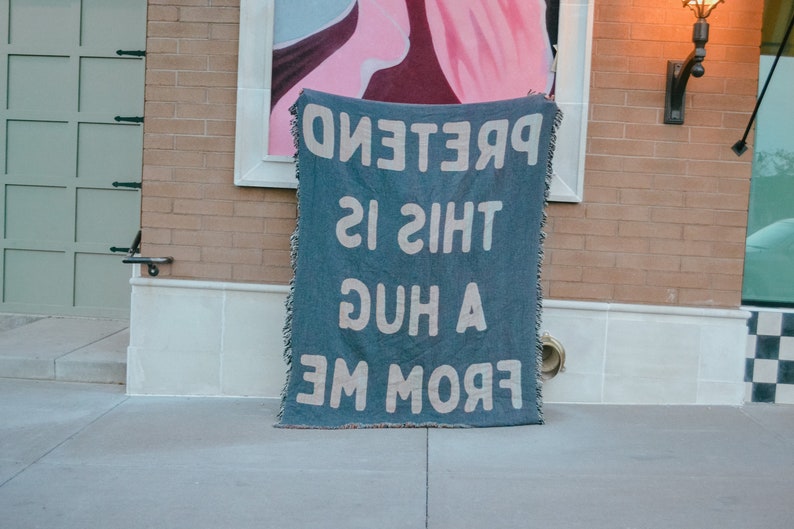 PRETEND
THIS IS
A HUG
FROM ME